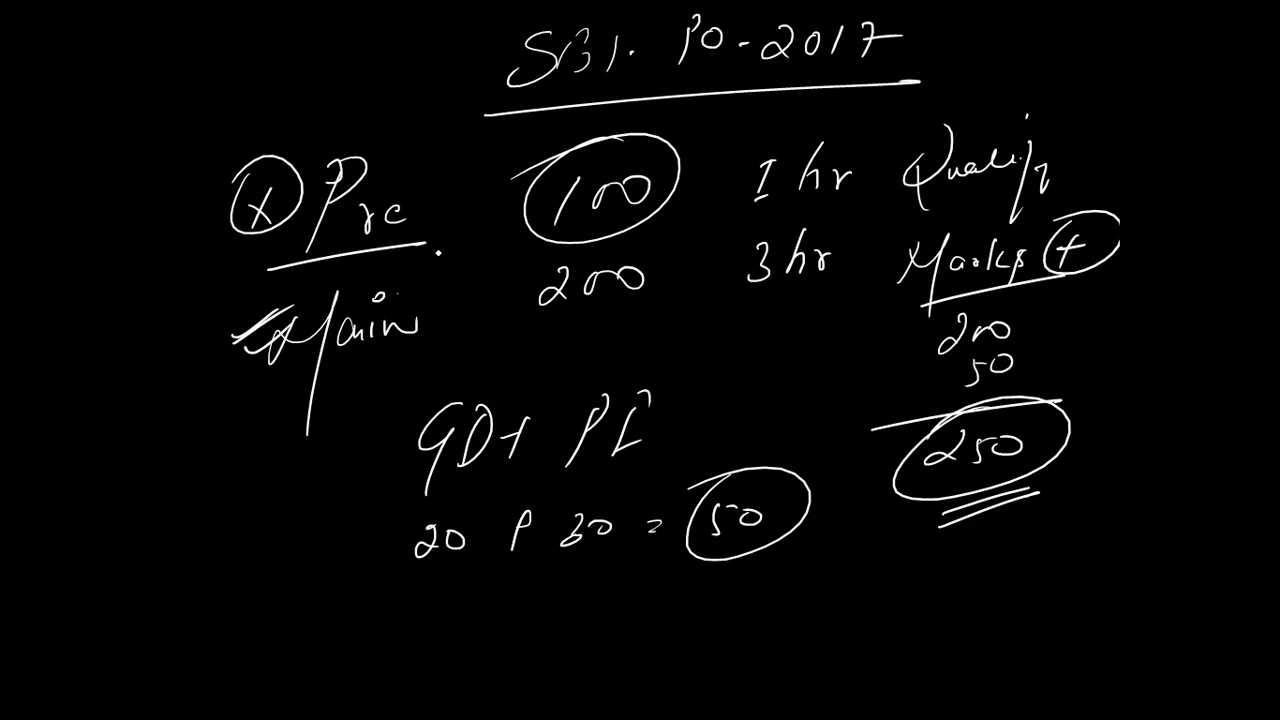 SBI. PO - 2017
x Pre 100 1 hr Qualify
Main 200 3 hr Marks +
200
50
GD + PI 250
20 + 30 = 50